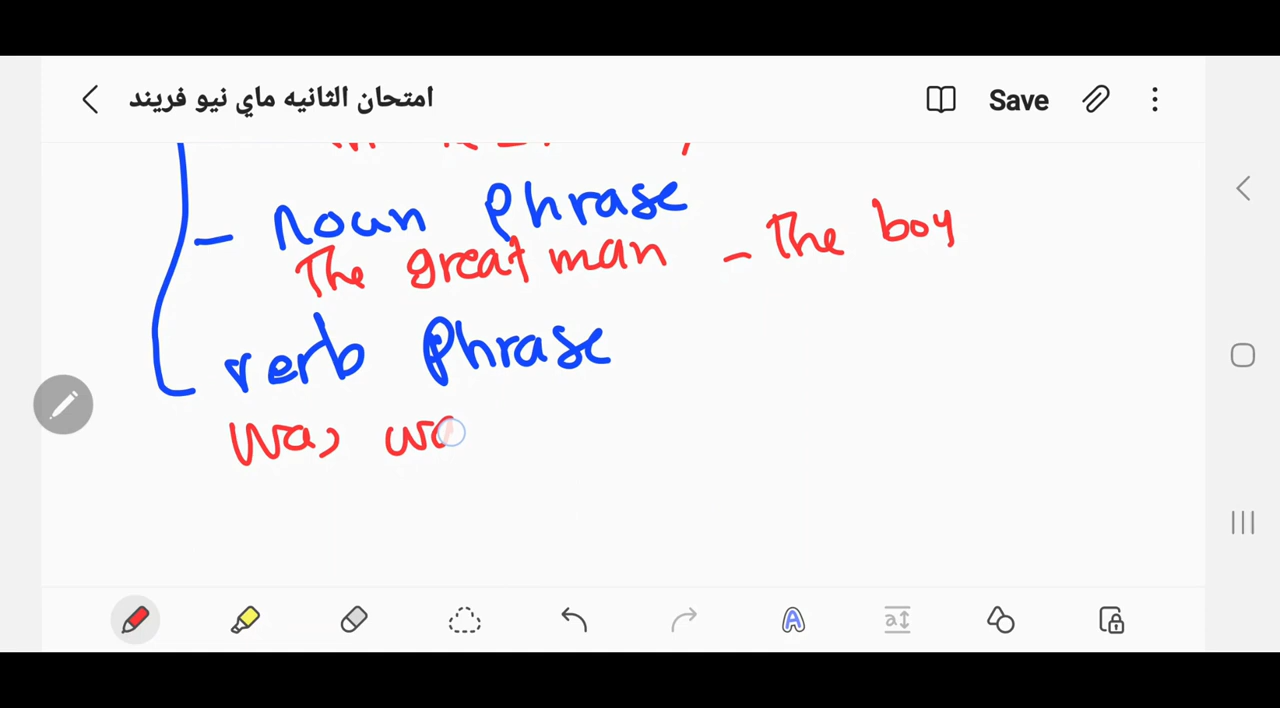 امتحان الثانيه ماي نيو فريند
Save
- noun phrase
The great man - The boy
verb phrase
was